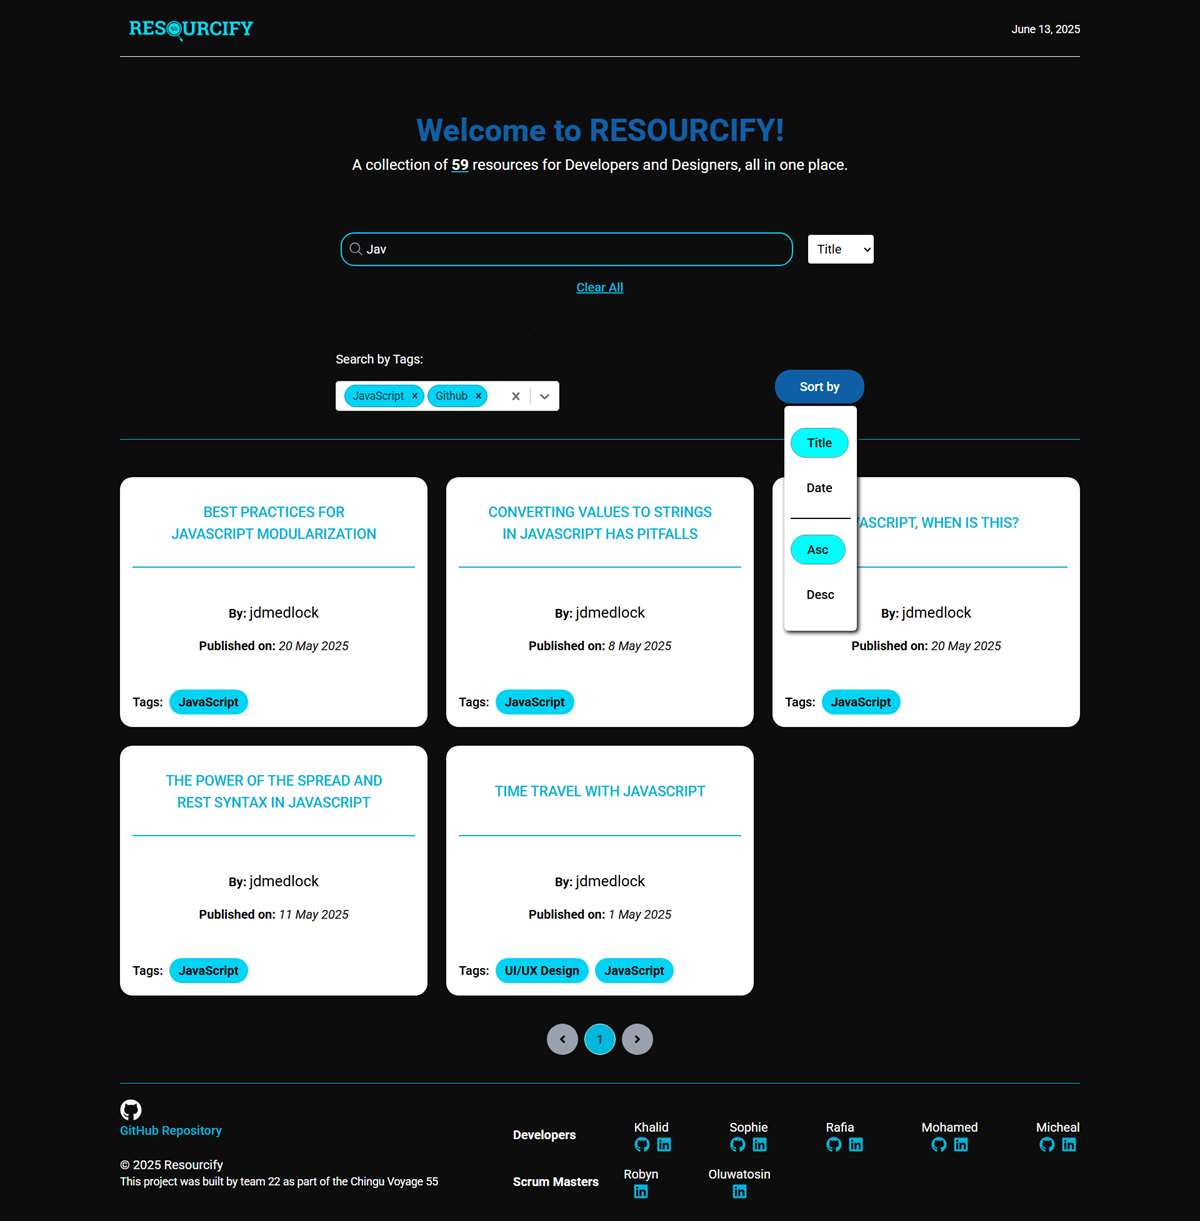 RESOURCIFY
June 13, 2025
Welcome to RESOURCIFY!
A collection of 59 resources for Developers and Designers, all in one place.
Jav
Title
Clear All
Search by Tags:
JavaScript × Github ×
Sort by
Title
Date
Asc
Desc
BEST PRACTICES FOR
JAVASCRIPT MODULARIZATION
By: jdmedlock
Published on: 20 May 2025
Tags: JavaScript
CONVERTING VALUES TO STRINGS
IN JAVASCRIPT HAS PITFALLS
By: jdmedlock
Published on: 8 May 2025
Tags: JavaScript
VASCRIPT, WHEN IS THIS?
By: jdmedlock
Published on: 20 May 2025
Tags: JavaScript
THE POWER OF THE SPREAD AND
REST SYNTAX IN JAVASCRIPT
By: jdmedlock
Published on: 11 May 2025
Tags: JavaScript
TIME TRAVEL WITH JAVASCRIPT
By: jdmedlock
Published on: 1 May 2025
Tags: UI/UX Design JavaScript
1
GitHub Repository
© 2025 Resourcify
This project was built by team 22 as part of the Chingu Voyage 55
Developers
Khalid
Sophie
Rafia
Mohamed
Micheal
Scrum Masters
Robyn
Oluwatosin